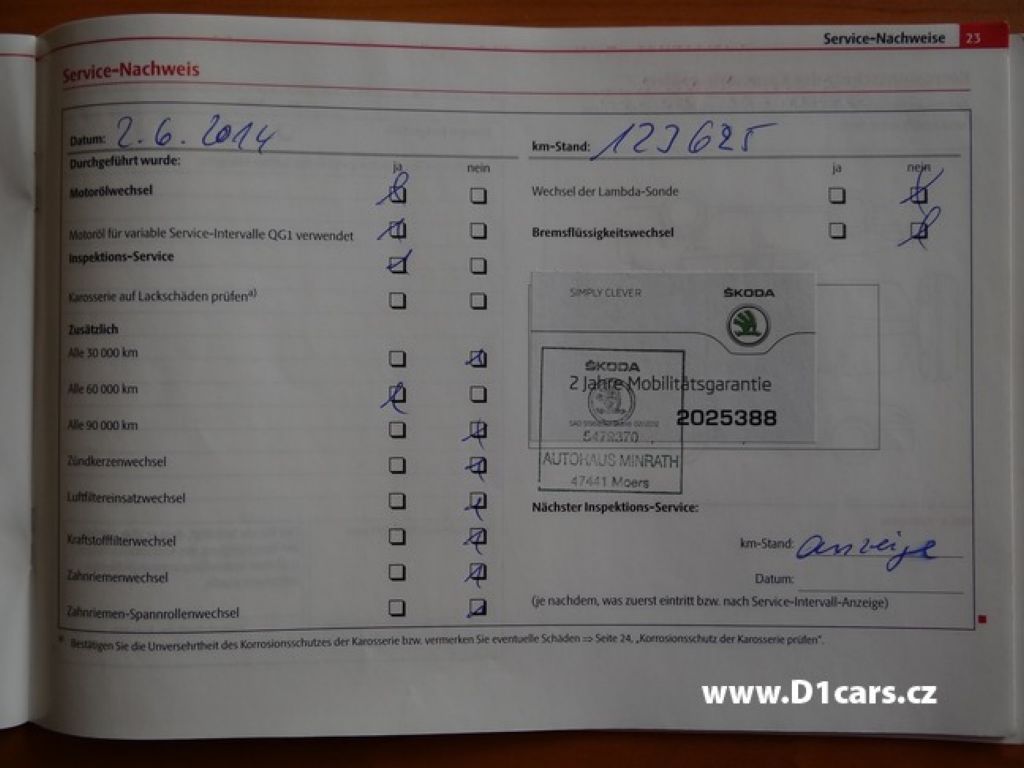 Service-Nachweise 23
Service-Nachweis
Datum: 2.6.2014
km-Stand: 123625
Durchgeführt wurde:
ja nein
ja nein
Motorölwechsel
Motoröl für variable Service-Intervalle QG1 verwendet
Inspektions-Service
Karosserie auf Lackschäden prüfen a)
Zusätzlich
Alle 30 000 km
Alle 60 000 km
Alle 90 000 km
Zündkerzenwechsel
Luftfiltereinsatzwechsel
Kraftstofffilterwechsel
Zahnriemenwechsel
Zahnriemen-Spannrollenwechsel
Wechsel der Lambda-Sonde
Bremsflüssigkeitswechsel
SIMPLY CLEVER ŠKODA
ŠKODA
2 Jahre Mobilitätsgarantie
2025388
5479370
AUTOHAUS MINRATH
47441 Moers
Nächster Inspektions-Service:
km-Stand: Anzeige
Datum:
(je nachdem, was zuerst eintritt bzw. nach Service-Intervall-Anzeige)
Bestätigen Sie die Unversehrtheit des Korrosionsschutzes der Karosserie bzw. vermerken Sie eventuelle Schäden ⇒ Seite 24, „Korrosionsschutz der Karosserie prüfen".
www.D1cars.cz